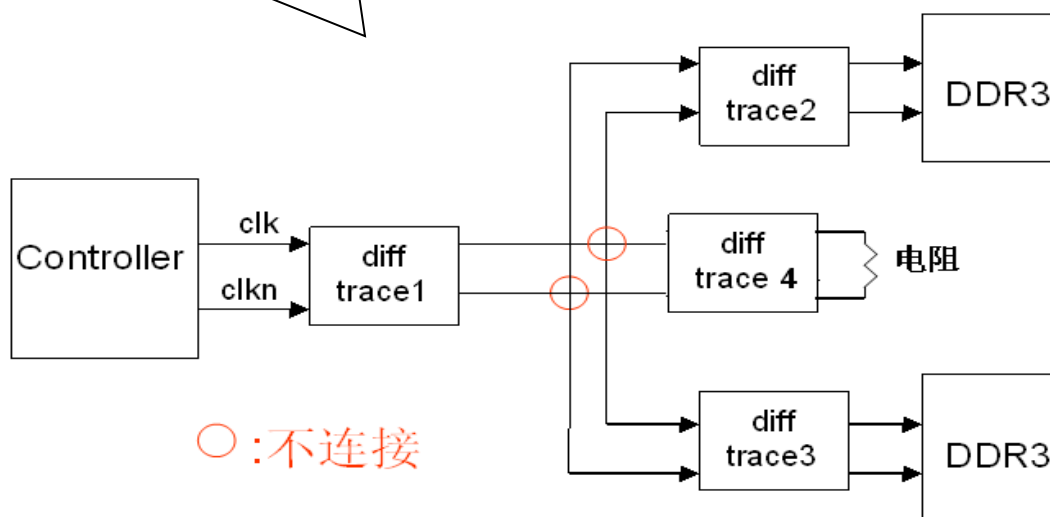 diff
trace2
DDR3
Controller
clk
clkn
diff
trace1
diff
trace 4
电阻
:不连接
diff
trace3
DDR3